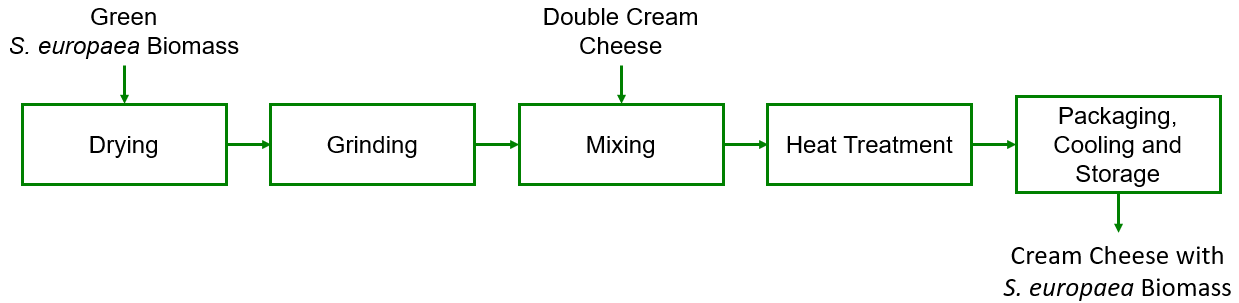 Green
S. europaea Biomass
Double Cream
Cheese
Drying
Grinding
Mixing
Heat Treatment
Packaging,
Cooling and
Storage
Cream Cheese with
S. europaea Biomass